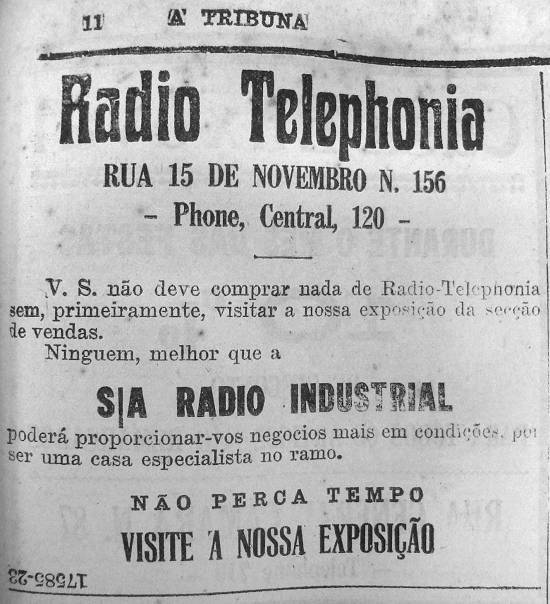 11 A TRIBUNA
Radio Telephonia
RUA 15 DE NOVEMBRO N. 156
- Phone, Central, 120 -
V. S. não deve comprar nada de Radio-Telephonia
sem, primeiramente, visitar a nossa exposição da secção
de vendas.
Ninguem, melhor que a
S|A RADIO INDUSTRIAL
poderá proporcionar-vos negocios mais em condições, por
ser uma casa especialista no ramo.
NÃO PERCA TEMPO
VISITE A NOSSA EXPOSIÇÃO
17585-23